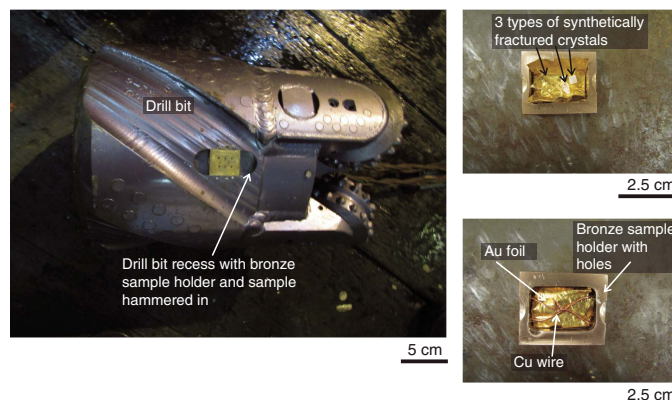 Drill bit
Drill bit recess with bronze
sample holder and sample
hammered in
5 cm
3 types of synthetically
fractured crystals
2.5 cm
Au foil
Bronze sample
holder with
holes
Cu wire
2.5 cm